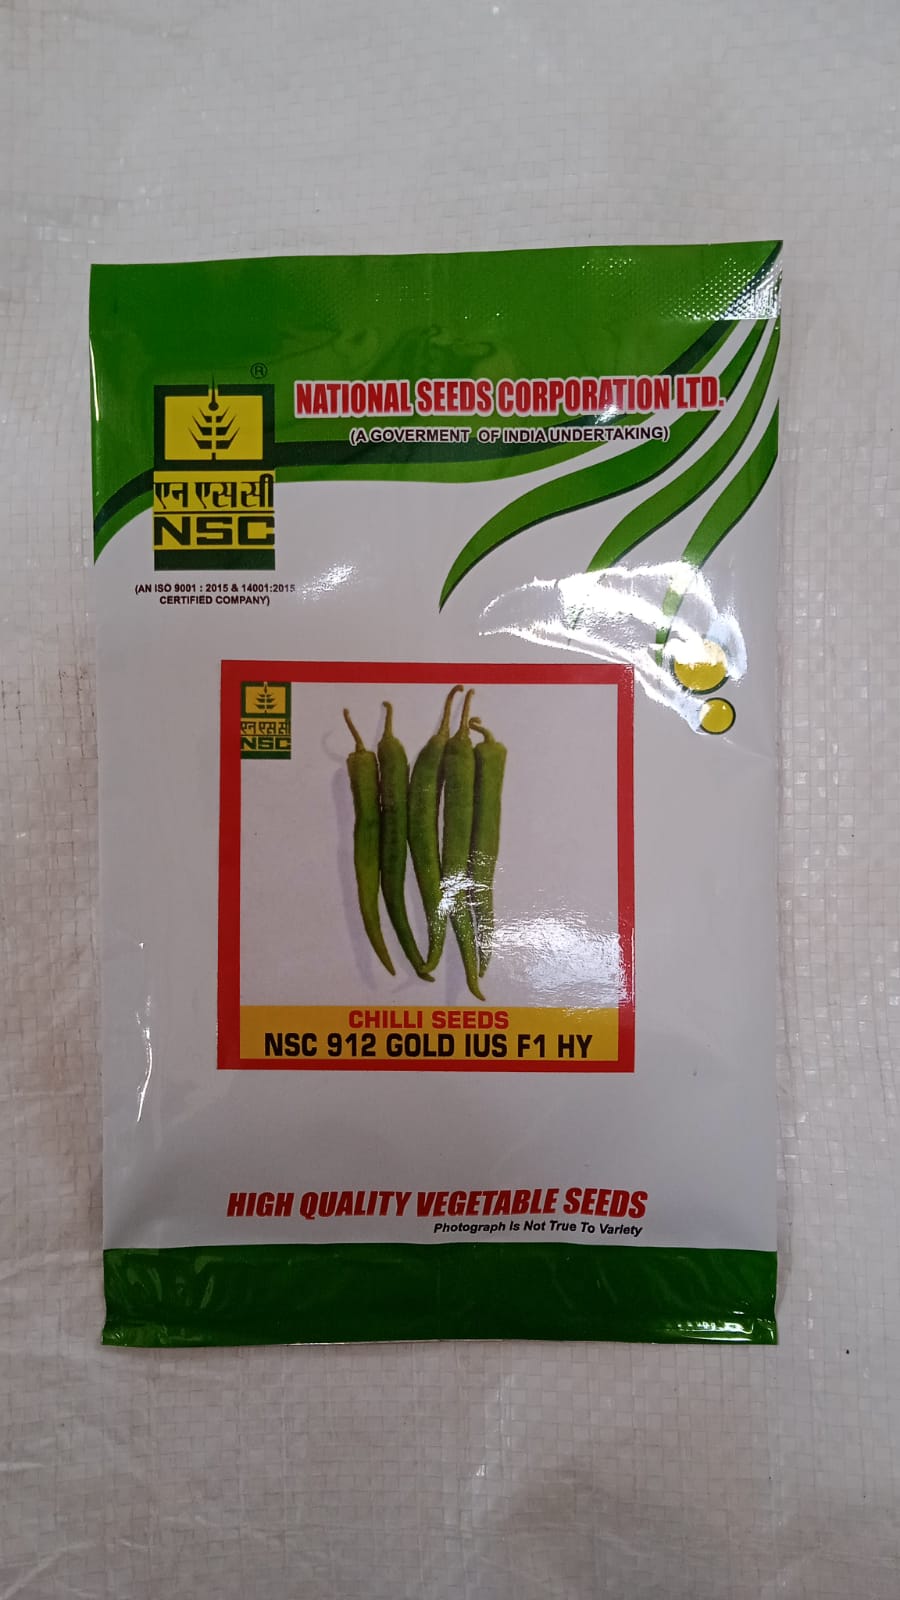 ®
NATIONAL SEEDS CORPORATION LTD.
(A GOVERMENT OF INDIA UNDERTAKING)
एन एस सी
NSC
(AN ISO 9001 : 2015 & 14001:2015
CERTIFIED COMPANY)
एन एस सी
NSC
CHILLI SEEDS
NSC 912 GOLD IUS F1 HY
HIGH QUALITY VEGETABLE SEEDS
Photograph Is Not True To Variety